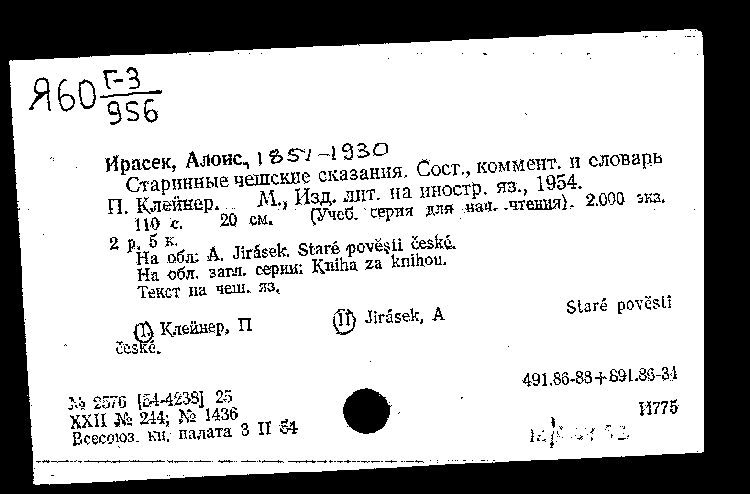 Я60 Г-3
956
Ирасек, Алоис, 1851-1930
Старинные чешские сказания. Сост., коммент. и словарь
П. Клейнер. М., Изд. лит. на иностр. яз., 1954.
110 с. 20 см. (Учеб. серия для нач. чтения). 2.000 экз.
2 р. 5 к.
На обл: A. Jirásek. Staré pověsti české.
На обл. загл. серии: Kniha za knihou.
Текст на чеш. яз.
I Клейнер, П II Jirásek, A Staré pověsti
české.
491.86-88+891.86-34
№ 2576 [54-4238] 25
XXII № 244; № 1436 И775
Всесоюз. кн. палата 3 II 54